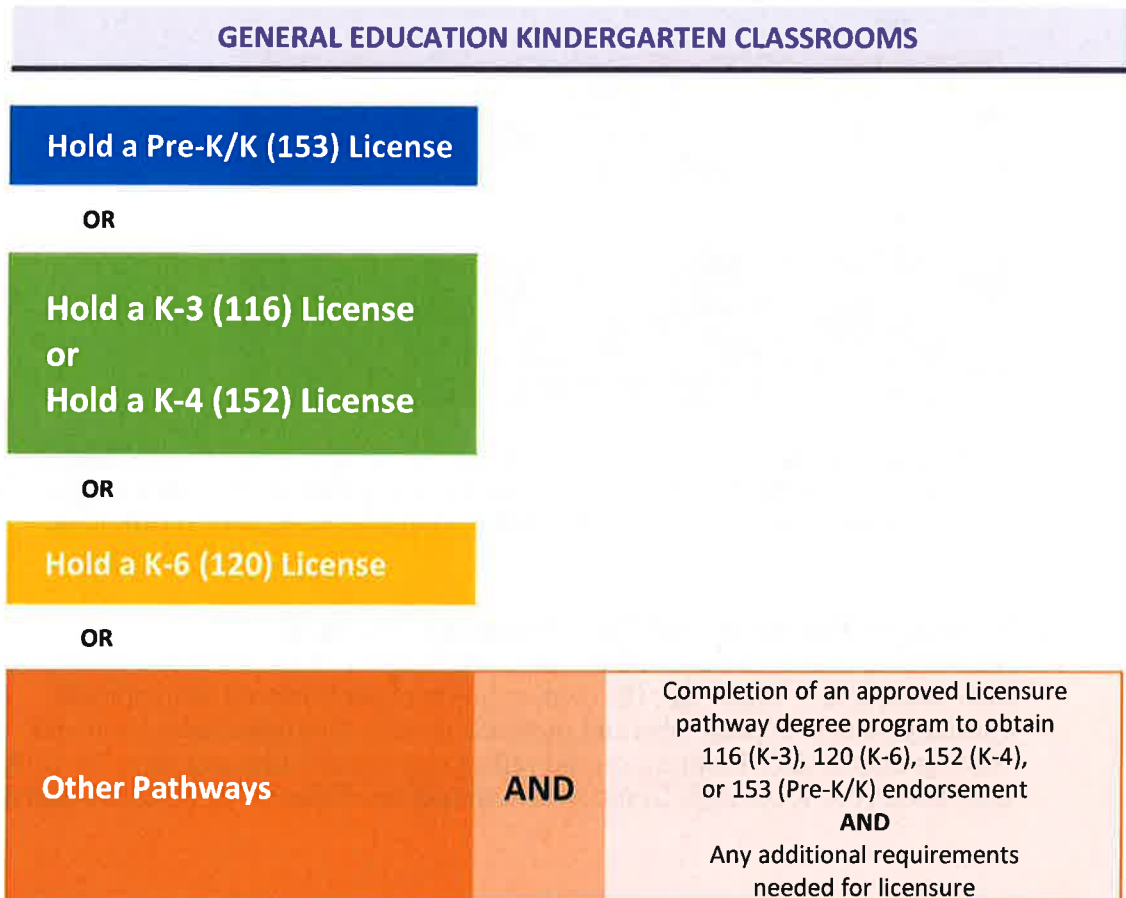 GENERAL EDUCATION KINDERGARTEN CLASSROOMS
Hold a Pre-K/K (153) License
OR
Hold a K-3 (116) License
or
Hold a K-4 (152) License
OR
Hold a K-6 (120) License
OR
Other Pathways
AND
Completion of an approved Licensure
pathway degree program to obtain
116 (K-3), 120 (K-6), 152 (K-4),
or 153 (Pre-K/K) endorsement
AND
Any additional requirements
needed for licensure